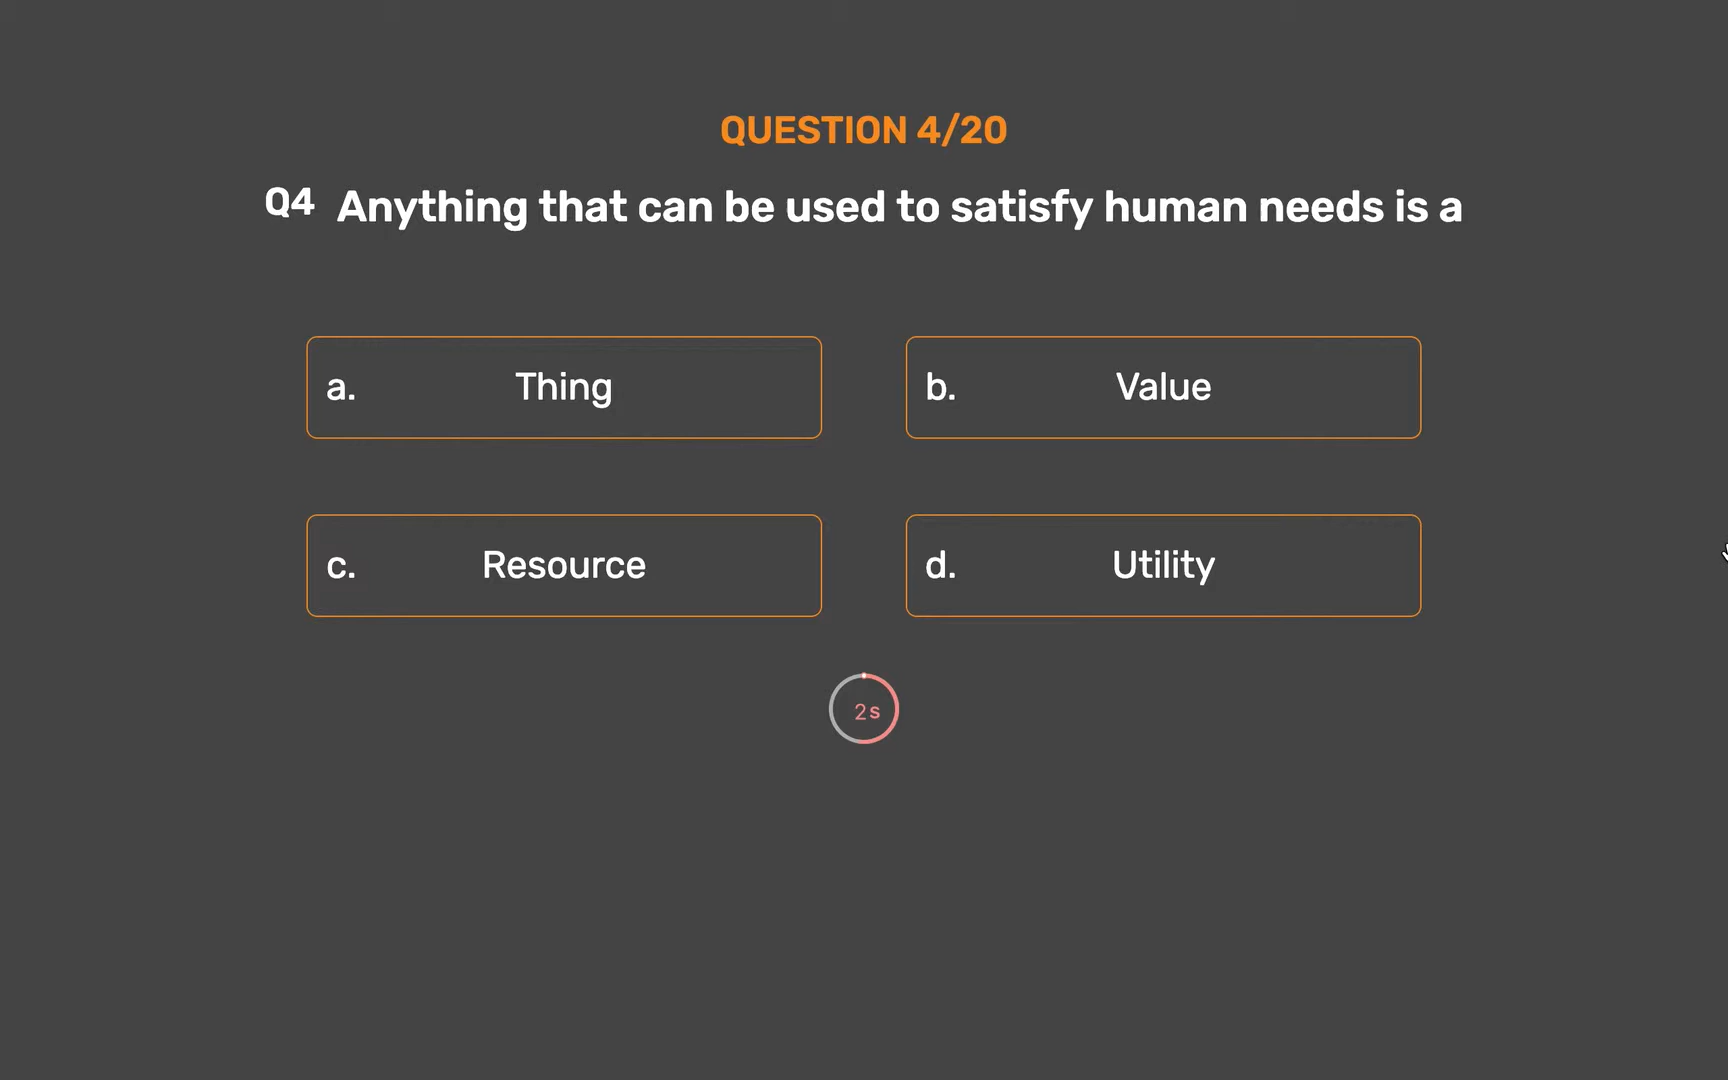 QUESTION 4/20
Q4 Anything that can be used to satisfy human needs is a
a. Thing
b. Value
c. Resource
d. Utility
2s